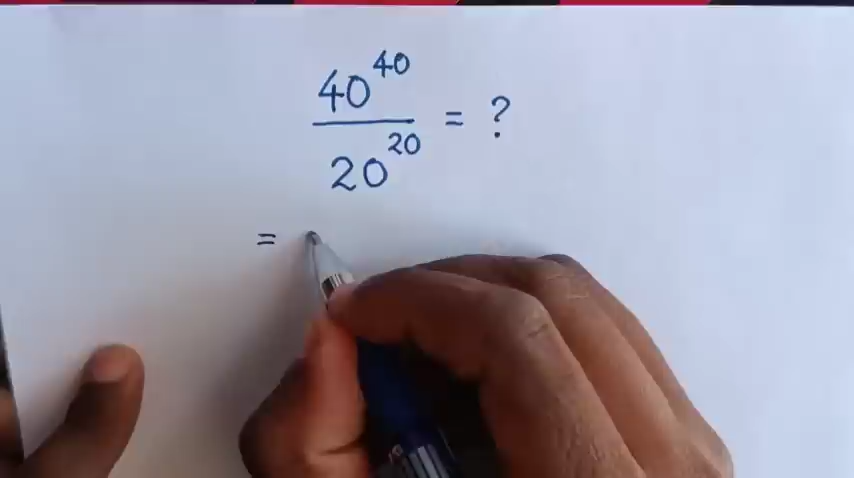 40^40
20^20 = ?
=